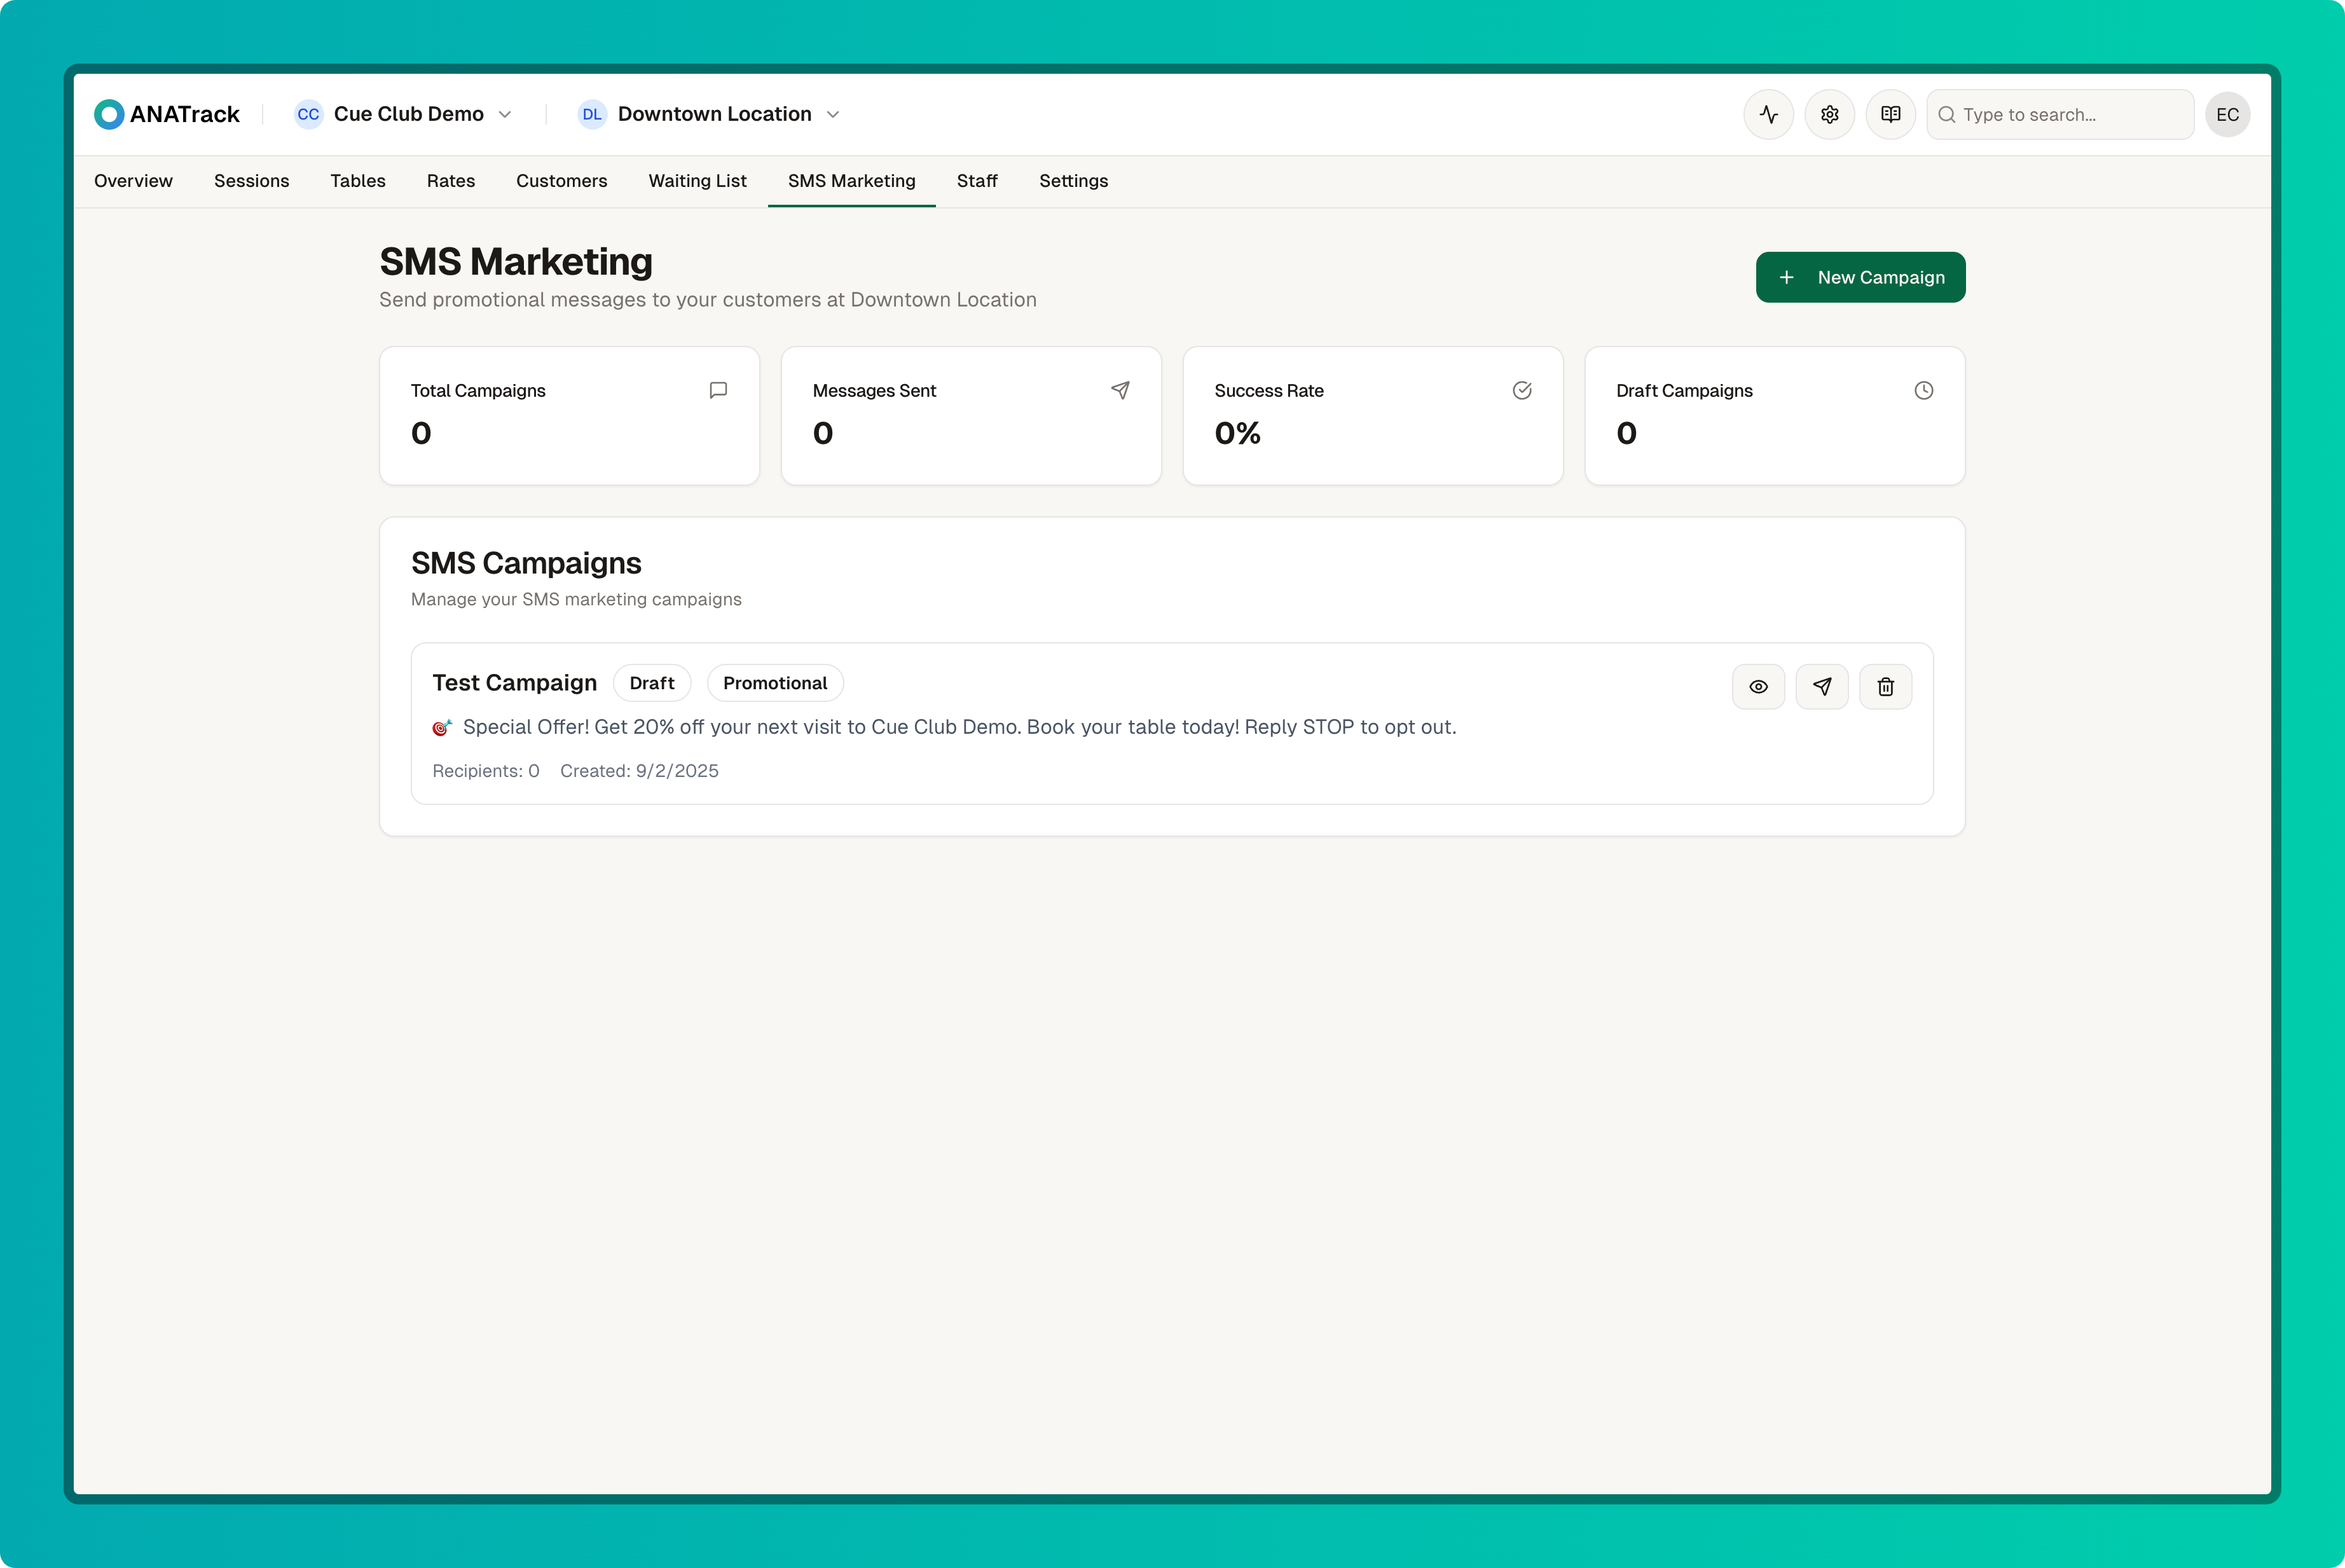 ANATrack
CC Cue Club Demo
DL Downtown Location
Type to search...
EC
Overview Sessions Tables Rates Customers Waiting List SMS Marketing Staff Settings
SMS Marketing
Send promotional messages to your customers at Downtown Location
+ New Campaign
Total Campaigns
0
Messages Sent
0
Success Rate
0%
Draft Campaigns
0
SMS Campaigns
Manage your SMS marketing campaigns
Test Campaign Draft Promotional
🎯 Special Offer! Get 20% off your next visit to Cue Club Demo. Book your table today! Reply STOP to opt out.
Recipients: 0 Created: 9/2/2025